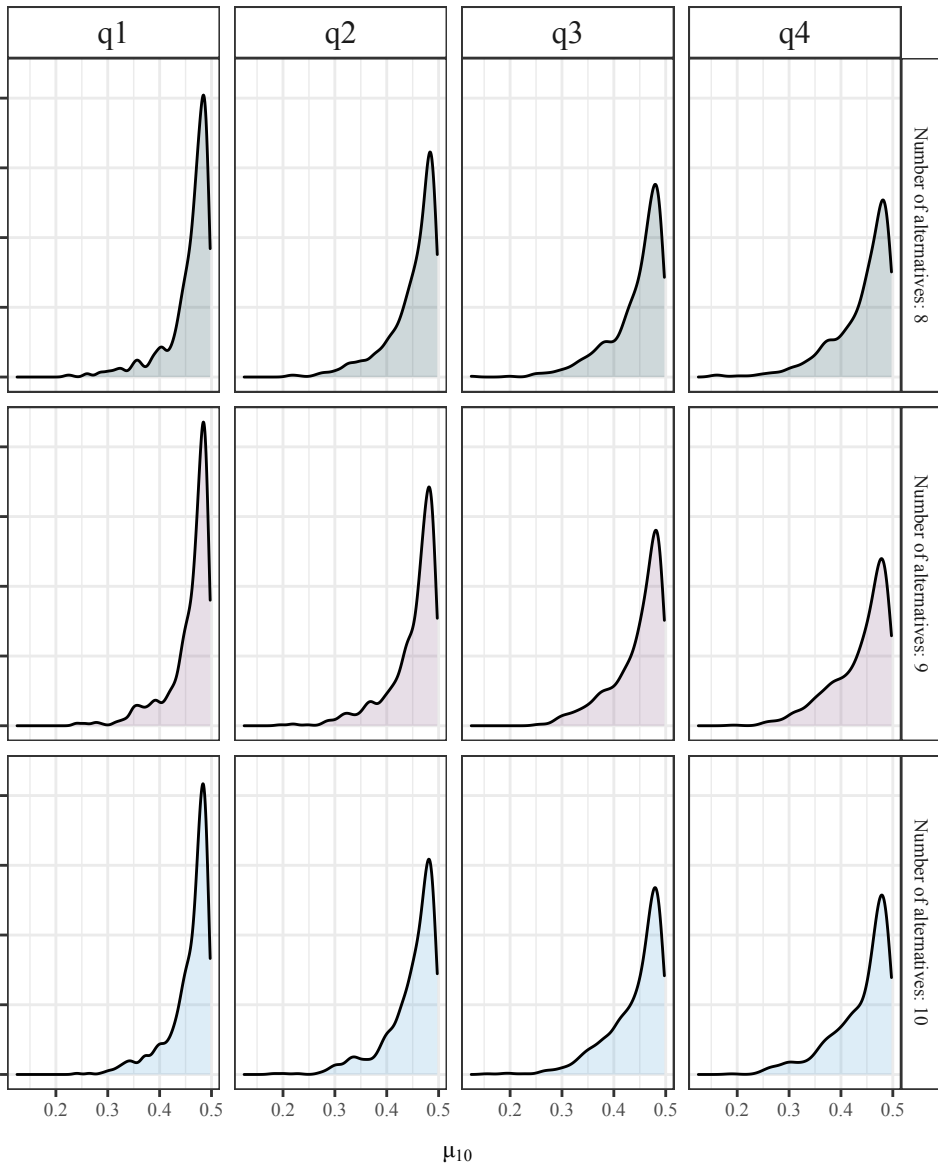 q1 q2 q3 q4
Number of alternatives: 8
Number of alternatives: 9
Number of alternatives: 10
0.2 0.3 0.4 0.5 0.2 0.3 0.4 0.5 0.2 0.3 0.4 0.5 0.2 0.3 0.4 0.5
μ10